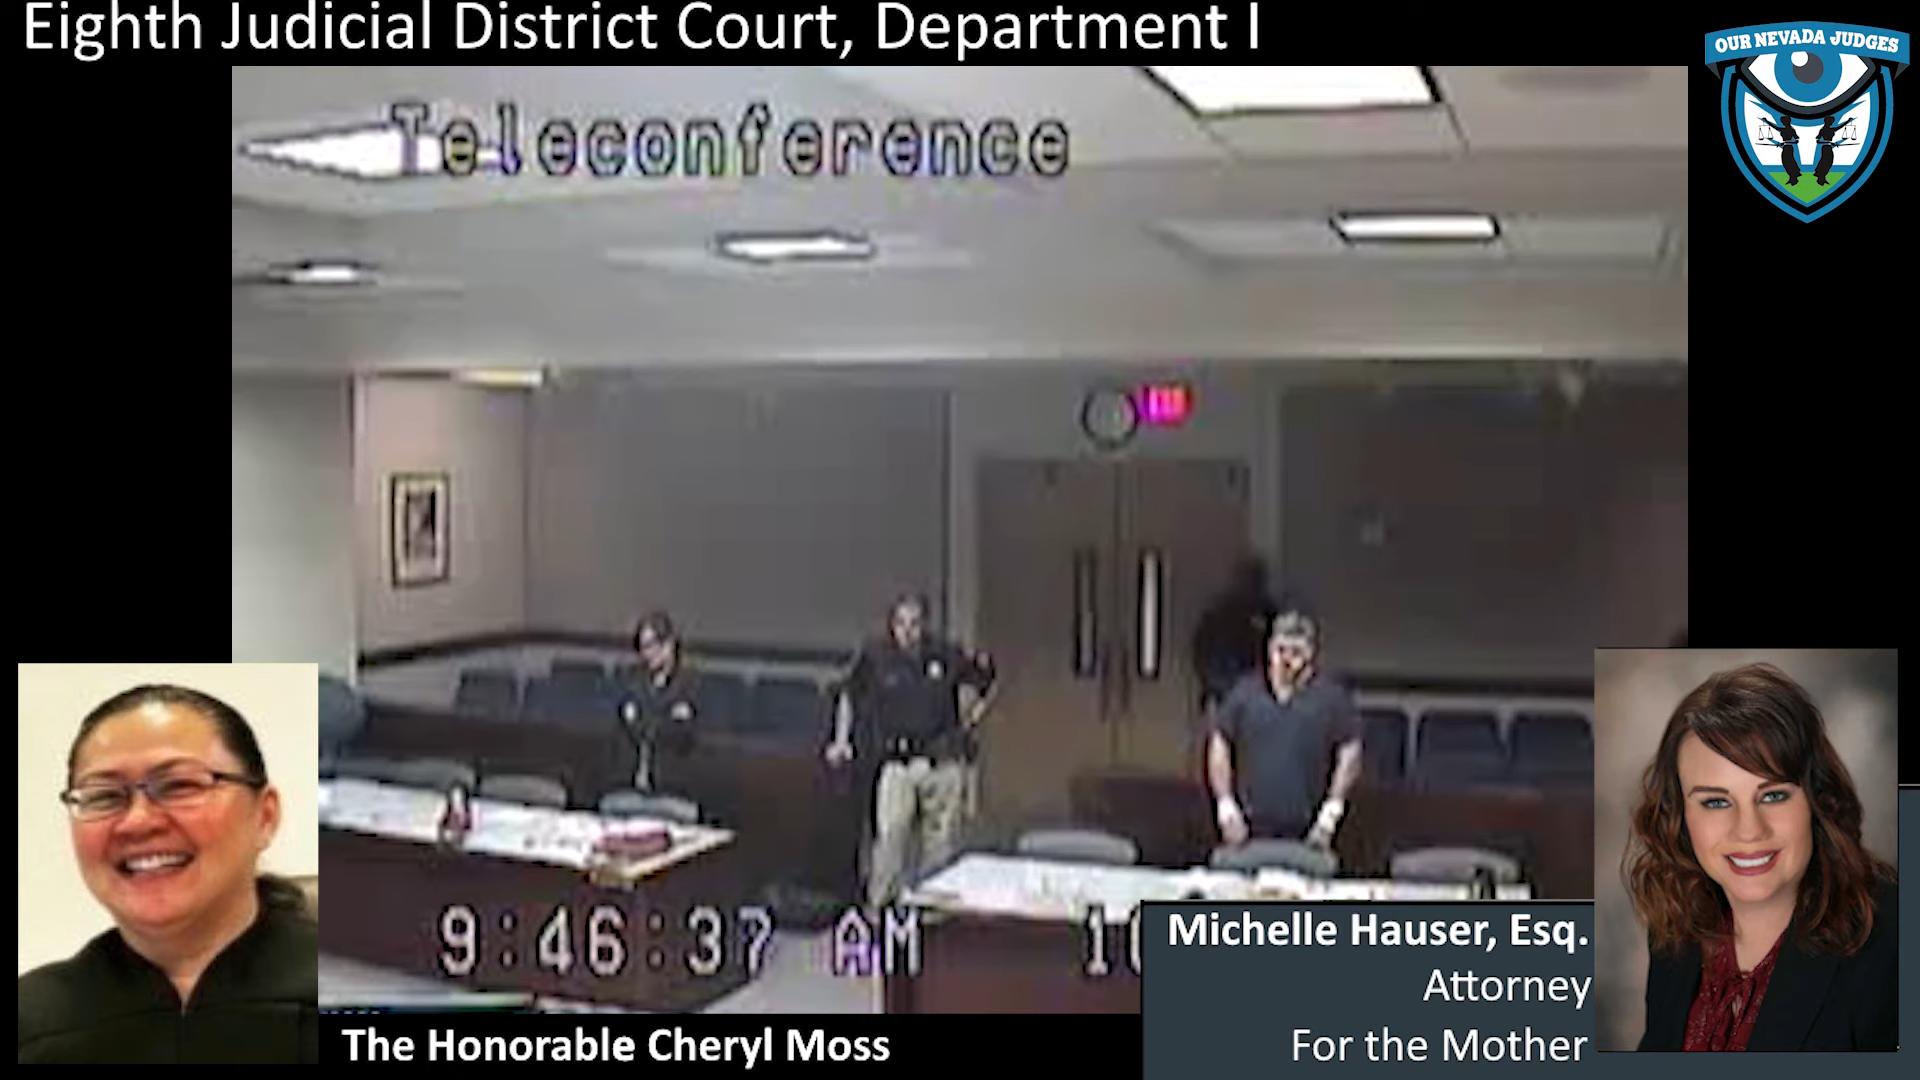 Eighth Judicial District Court, Department I
OUR NEVADA JUDGES
Teleconference
9:46:37 AM
Michelle Hauser, Esq.
Attorney
For the Mother
The Honorable Cheryl Moss